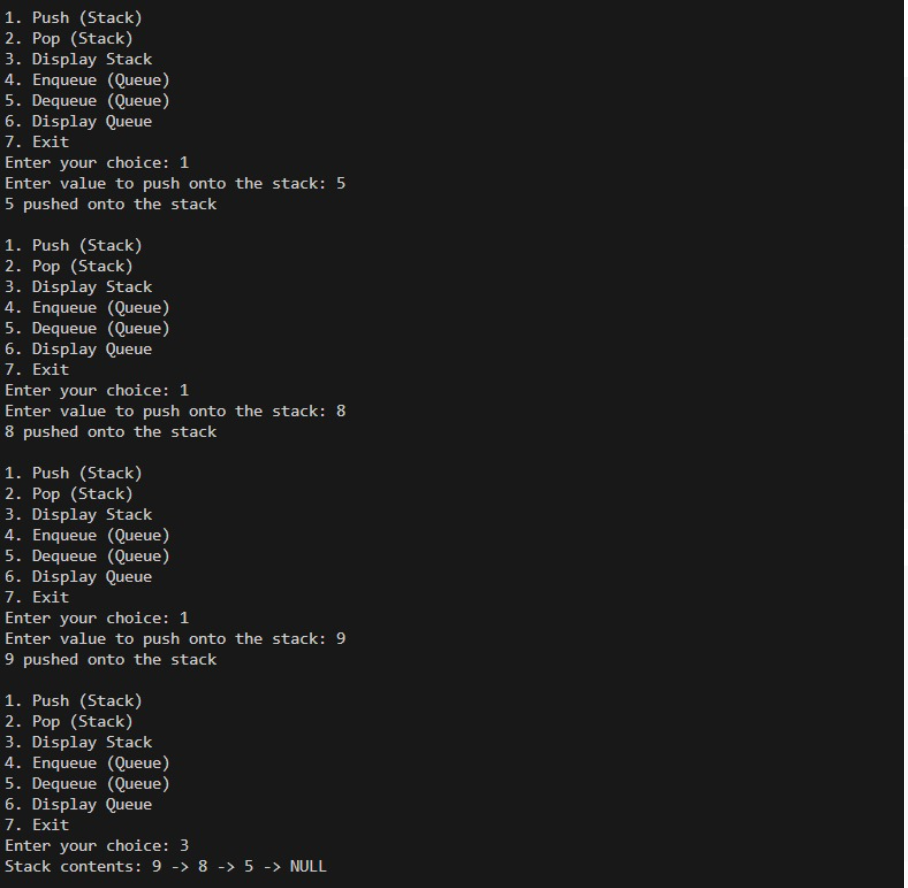 1. Push (Stack)
2. Pop (Stack)
3. Display Stack
4. Enqueue (Queue)
5. Dequeue (Queue)
6. Display Queue
7. Exit
Enter your choice: 1
Enter value to push onto the stack: 5
5 pushed onto the stack

1. Push (Stack)
2. Pop (Stack)
3. Display Stack
4. Enqueue (Queue)
5. Dequeue (Queue)
6. Display Queue
7. Exit
Enter your choice: 1
Enter value to push onto the stack: 8
8 pushed onto the stack

1. Push (Stack)
2. Pop (Stack)
3. Display Stack
4. Enqueue (Queue)
5. Dequeue (Queue)
6. Display Queue
7. Exit
Enter your choice: 1
Enter value to push onto the stack: 9
9 pushed onto the stack

1. Push (Stack)
2. Pop (Stack)
3. Display Stack
4. Enqueue (Queue)
5. Dequeue (Queue)
6. Display Queue
7. Exit
Enter your choice: 3
Stack contents: 9 -> 8 -> 5 -> NULL